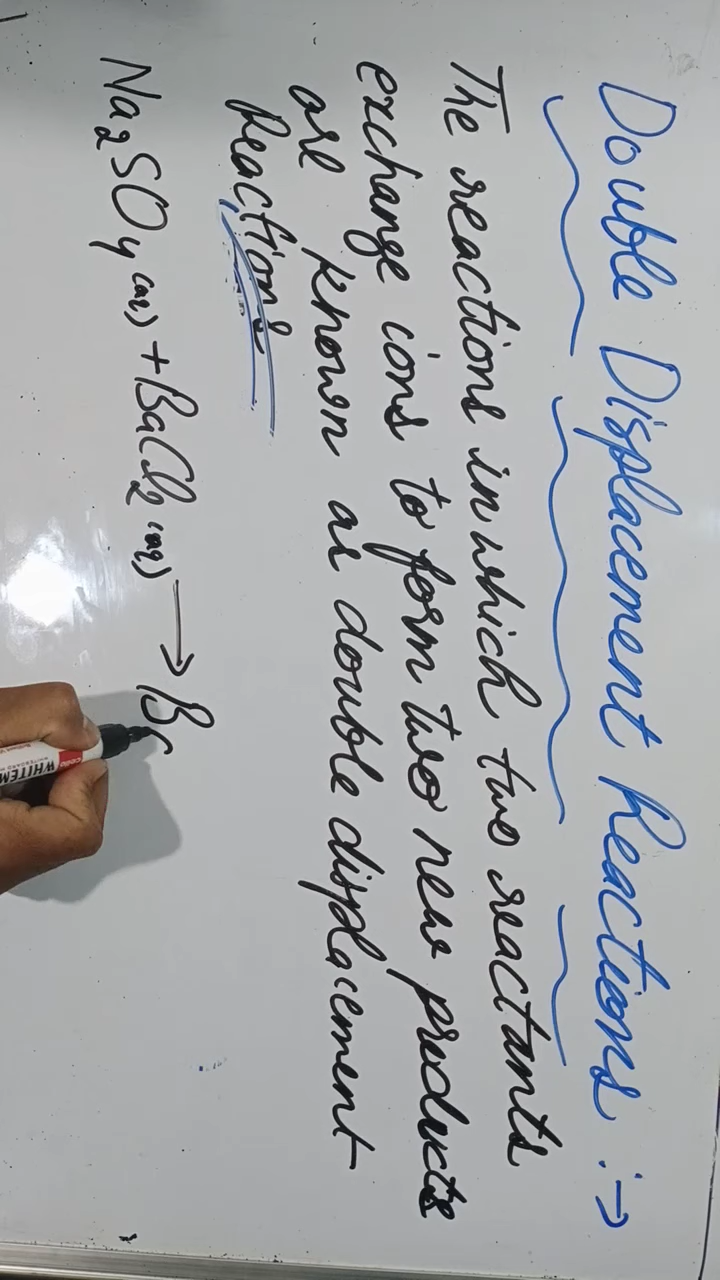 Double Displacement Reactions :→
The reactions in which two reactants
exchange ions to form two new products
are known as double displacement
Reactions
Na₂SO₄(aq) + BaCl₂(aq) → Ba
WHITEM